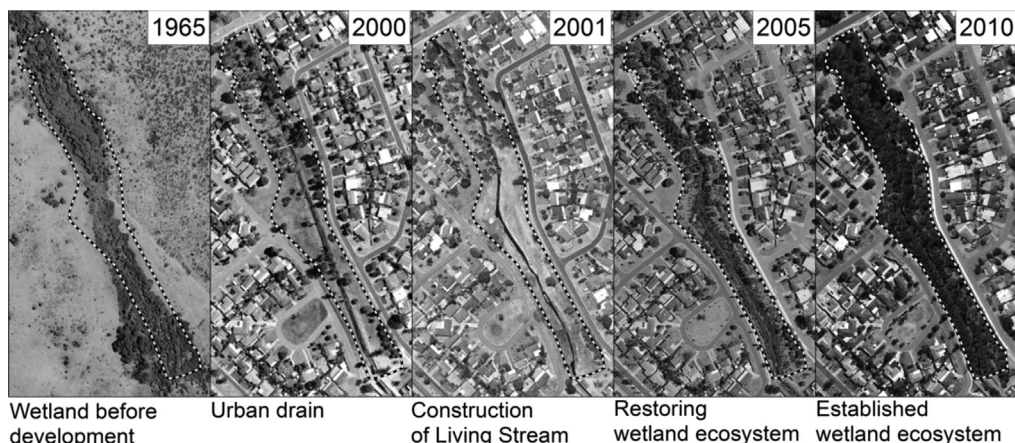 1965
2000
2001
2005
2010
Wetland before
development
Urban drain
Construction
of Living Stream
Restoring
wetland ecosystem
Established
wetland ecosystem